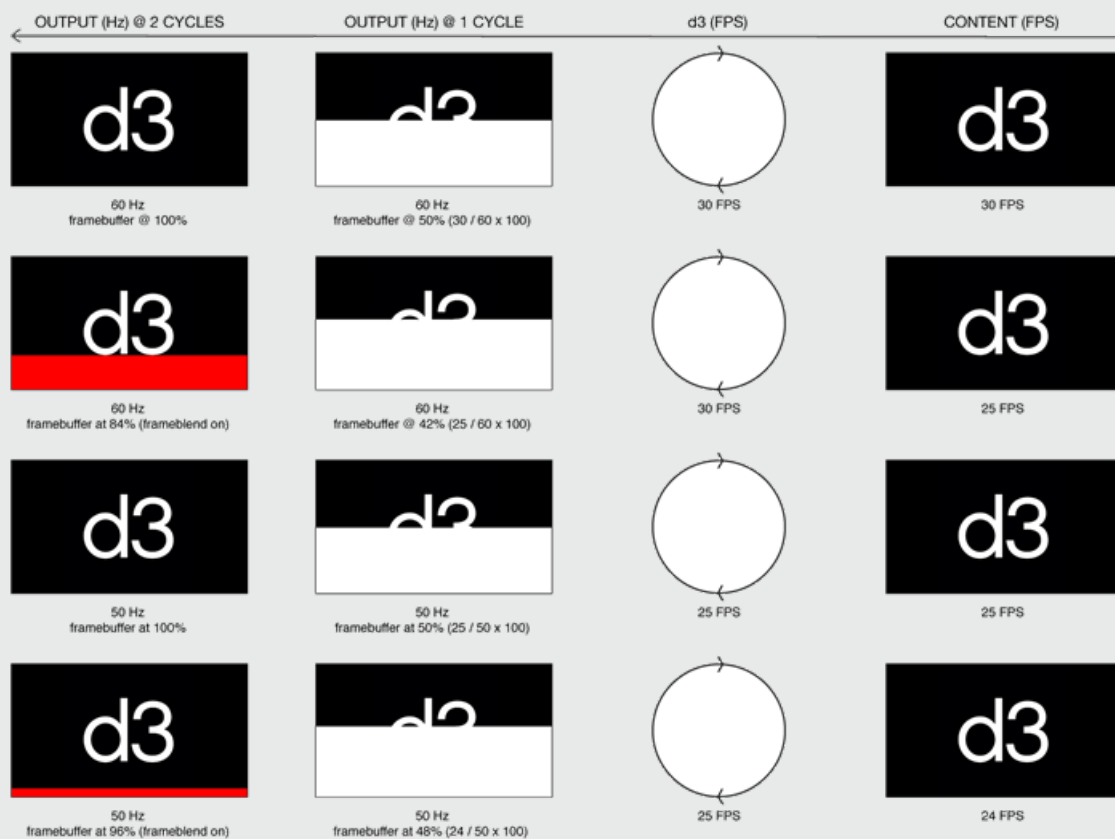 OUTPUT (Hz) @ 2 CYCLES
OUTPUT (Hz) @ 1 CYCLE
d3 (FPS)
CONTENT (FPS)
d3
d3
d3
60 Hz
framebuffer @ 100%
60 Hz
framebuffer @ 50% (30 / 60 x 100)
30 FPS
30 FPS
d3
d3
d3
60 Hz
framebuffer at 84% (frameblend on)
60 Hz
framebuffer @ 42% (25 / 60 x 100)
30 FPS
25 FPS
d3
d3
d3
50 Hz
framebuffer at 100%
50 Hz
framebuffer at 50% (25 / 50 x 100)
25 FPS
25 FPS
d3
d3
d3
50 Hz
framebuffer at 96% (frameblend on)
50 Hz
framebuffer at 48% (24 / 50 x 100)
25 FPS
24 FPS